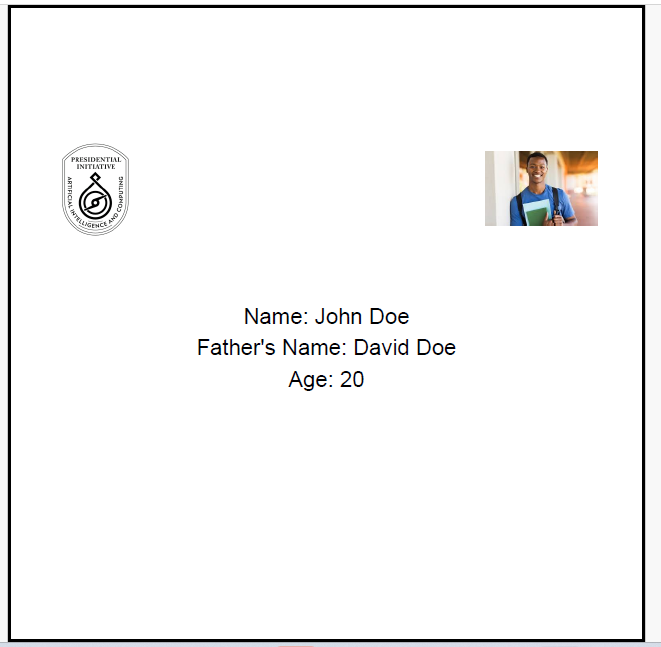 PRESIDENTIAL
INITIATIVE
ARTIFICIAL INTELLIGENCE AND COMPUTING
Name: John Doe
Father's Name: David Doe
Age: 20